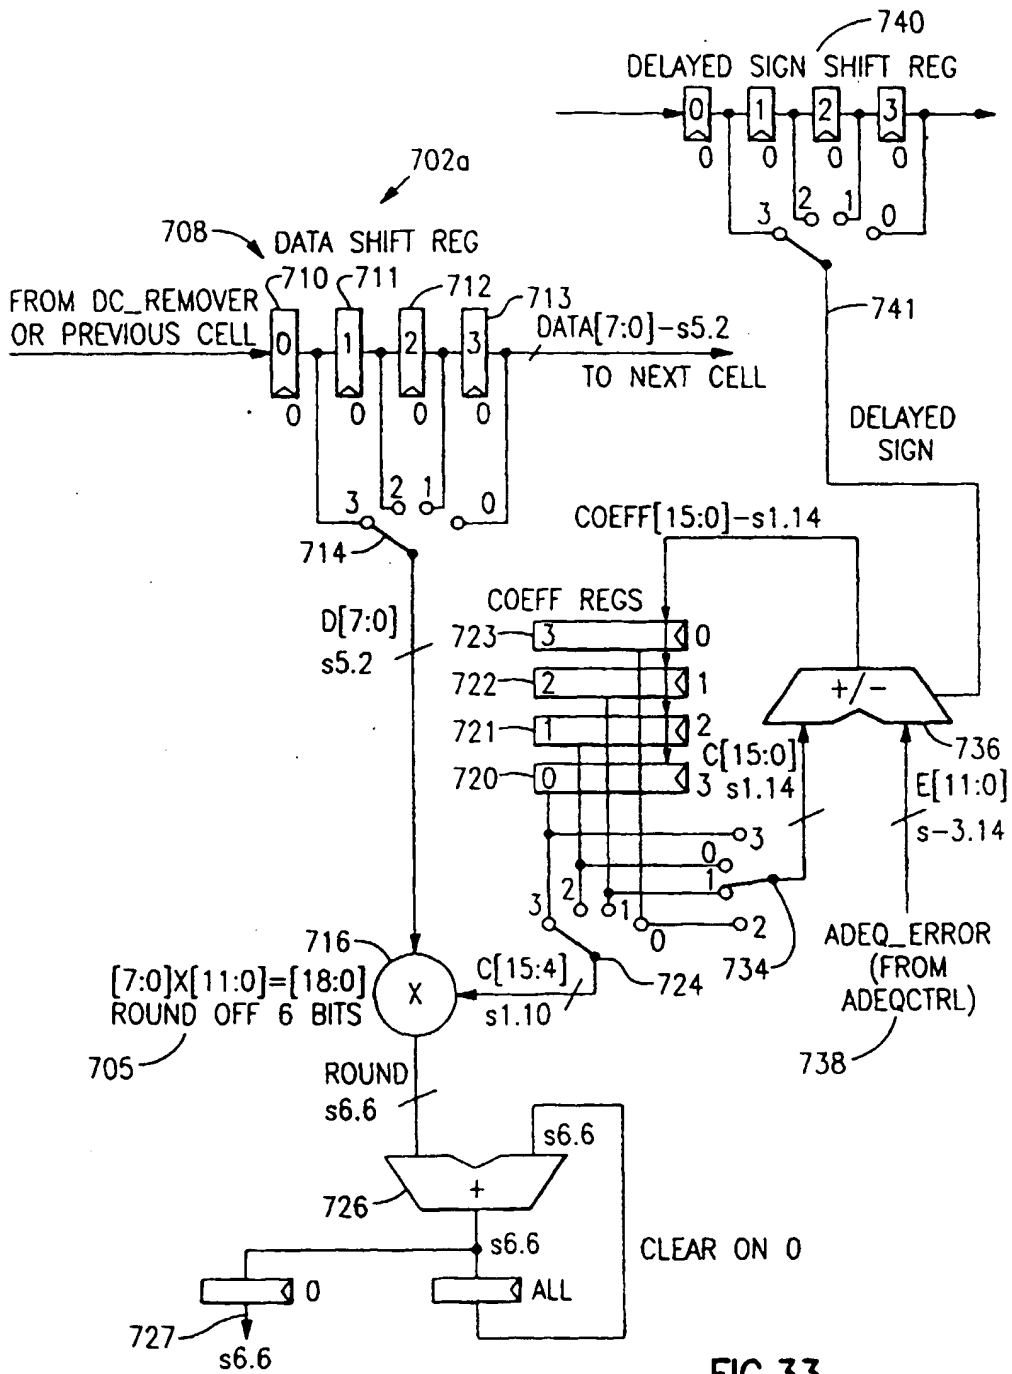 740
DELAYED SIGN SHIFT REG
0 1 2 3
0 0 0 0
3 2 1 0
702a
708
DATA SHIFT REG
710 711 712 713
FROM DC_REMOVER
OR PREVIOUS CELL
0 1 2 3
DATA[7:0]-s5.2
TO NEXT CELL
0 0 0 0
741
DELAYED
SIGN
3 2 1 0
714
COEFF[15:0]-s1.14
D[7:0]
s5.2
COEFF REGS
723 3 0
722 2 1
721 1 2
720 0 3
+/-
736
C[15:0]
s1.14
E[11:0]
s-3.14
3
0
1
2
3 2 1 0
734
724
ADEQ_ERROR
(FROM
ADEQCTRL)
738
716
X
[7:0]X[11:0]=[18:0]
ROUND OFF 6 BITS
705
C[15:4]
s1.10
ROUND
s6.6
s6.6
726
+
s6.6
CLEAR ON 0
0
ALL
727
s6.6
FIG.33